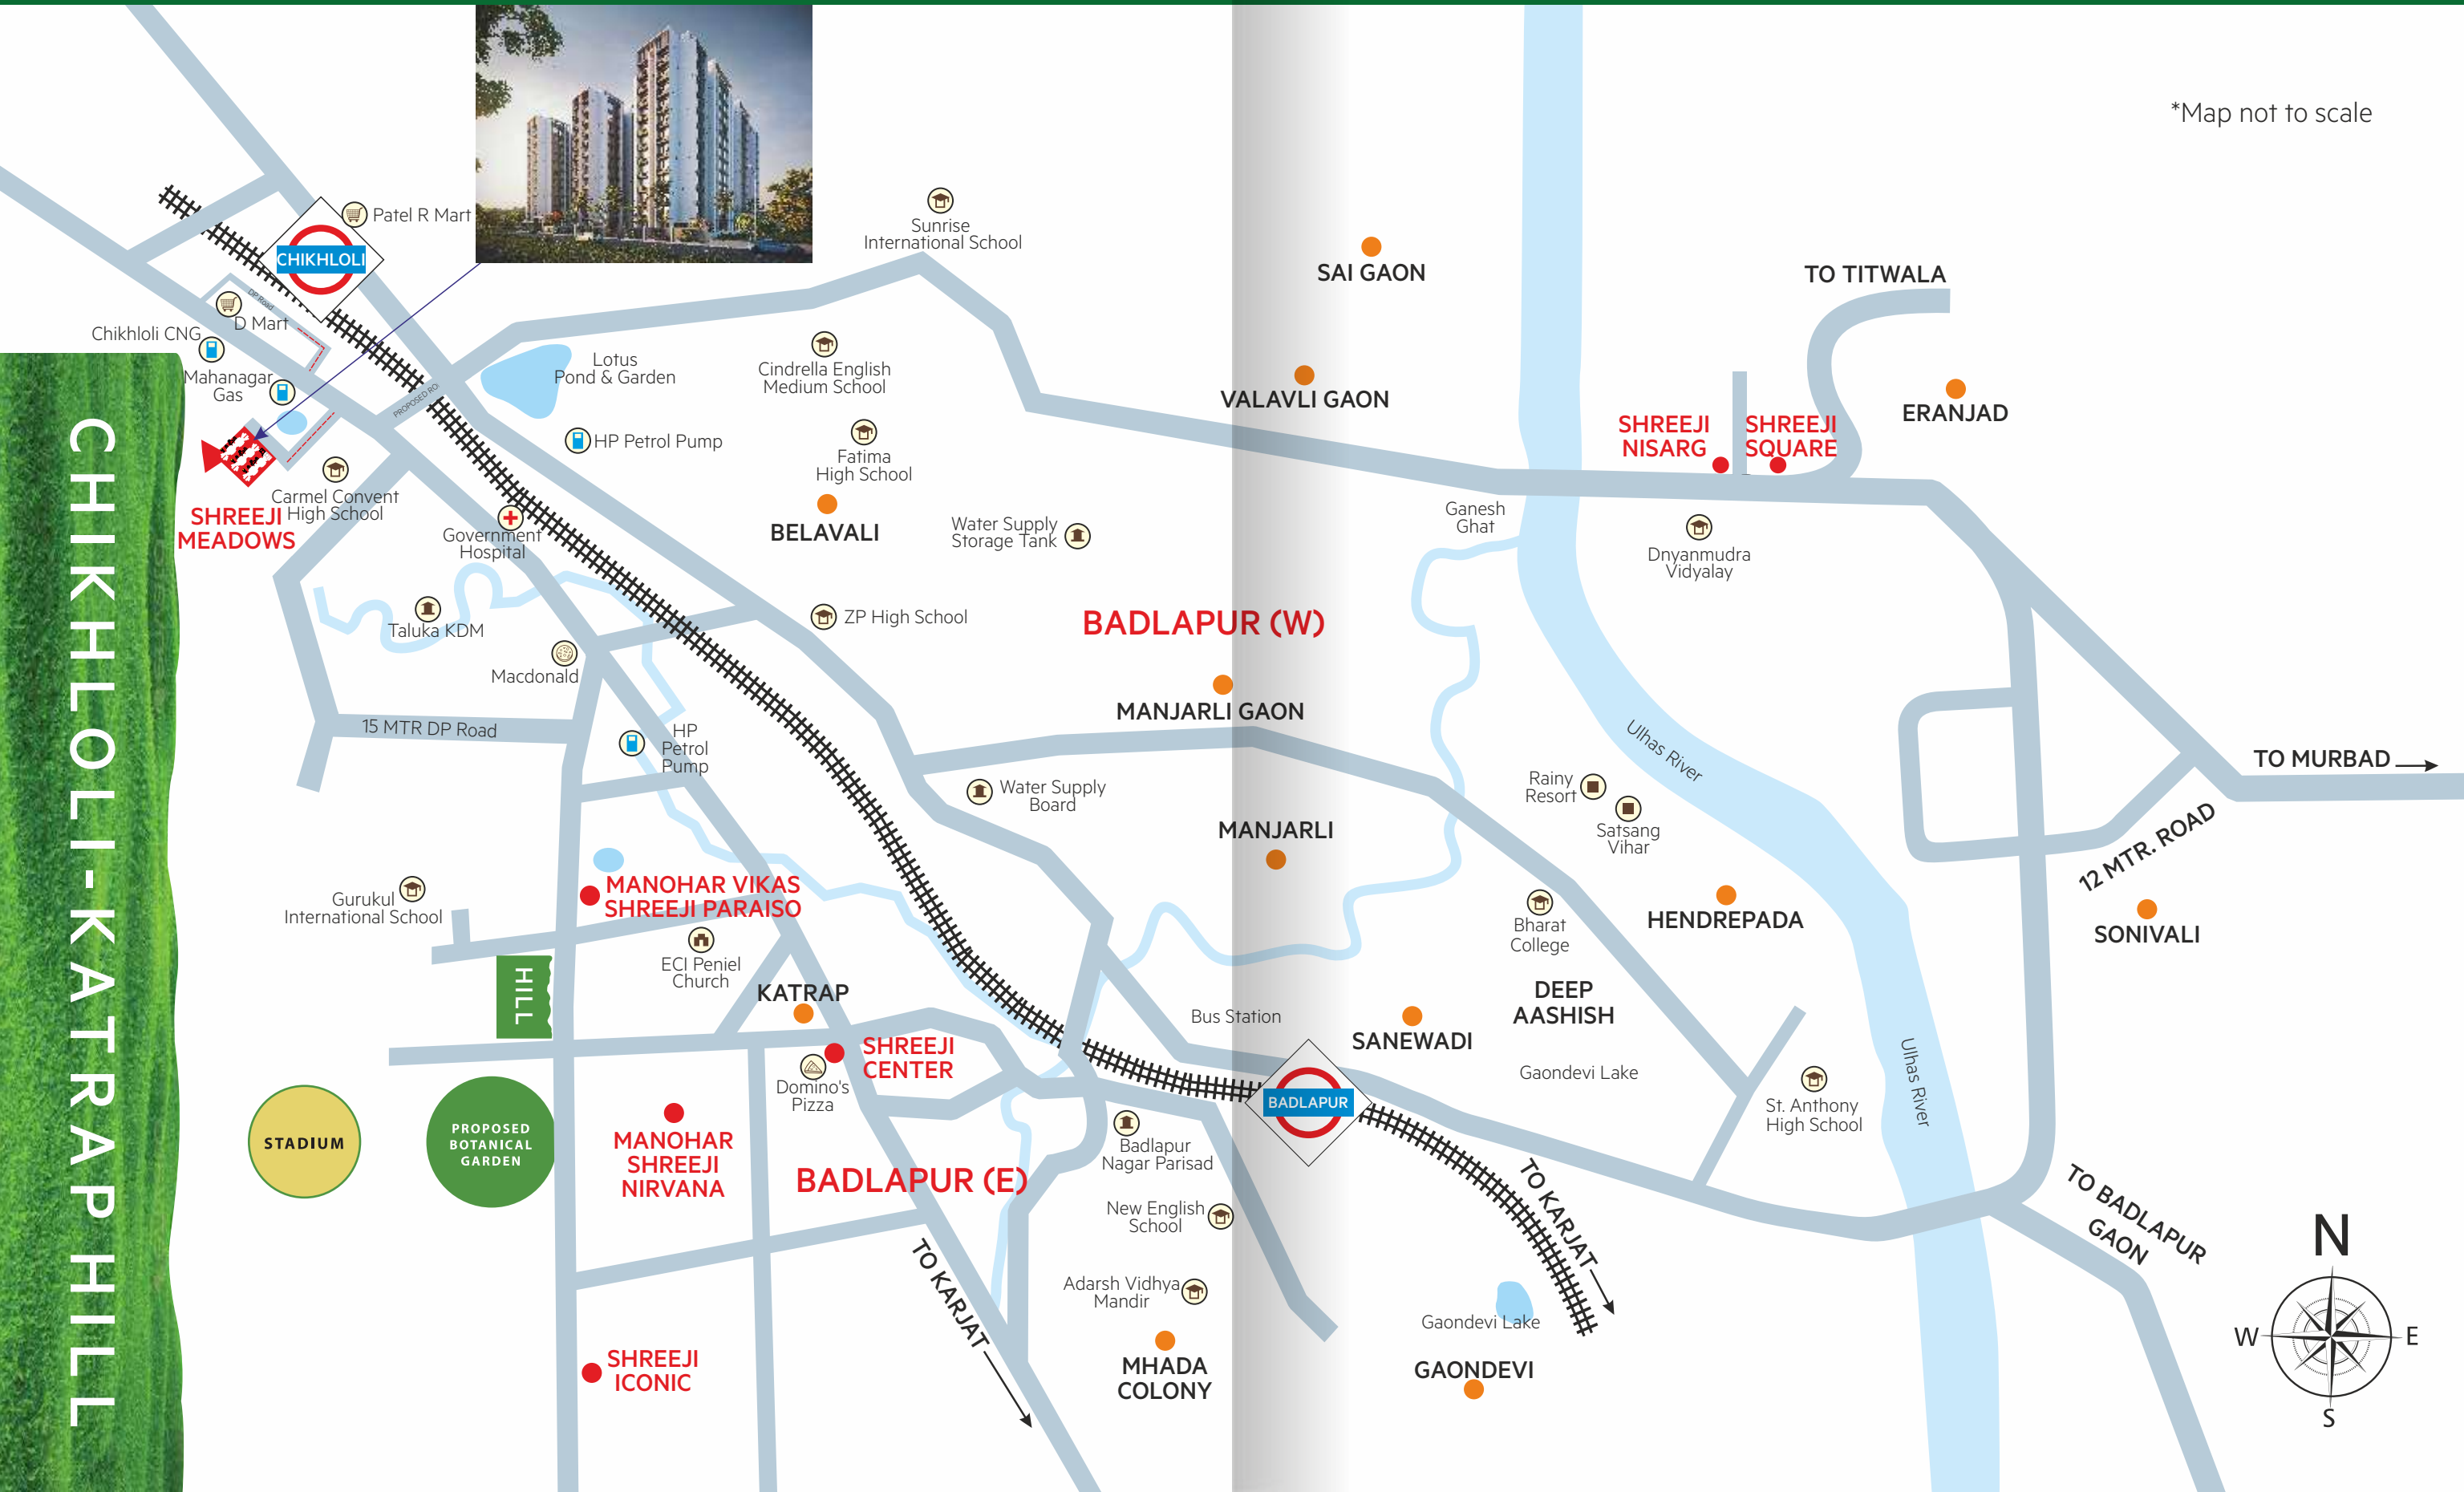 *Map not to scale
Patel R Mart
CHIKHLOLI
Sunrise
International School
SAI GAON
TO TITWALA
DP Road
D Mart
Chikhloli CNG
Mahanagar
Gas
Lotus
Pond & Garden
Cindrella English
Medium School
VALAVLI GAON
ERANJAD
PROPOSED RD.
HP Petrol Pump
Fatima
High School
SHREEJI
NISARG
SHREEJI
SQUARE
Carmel Convent
High School
SHREEJI
MEADOWS
Government
Hospital
BELAVALI
Water Supply
Storage Tank
Ganesh
Ghat
Dnyanmudra
Vidyalay
Taluka KDM
ZP High School
BADLAPUR (W)
Macdonald
MANJARLI GAON
15 MTR DP Road
HP
Petrol
Pump
Ulhas River
TO MURBAD
Water Supply
Board
Rainy
Resort
Satsang
Vihar
MANJARLI
12 MTR. ROAD
Gurukul
International School
MANOHAR VIKAS
SHREEJI PARAISO
Bharat
College
HENDREPADA
SONIVALI
ECI Peniel
Church
HILL
KATRAP
DEEP
AASHISH
Bus Station
SANEWADI
SHREEJI
CENTER
Domino's
Pizza
BADLAPUR
Gaondevi Lake
Ulhas River
St. Anthony
High School
STADIUM
PROPOSED
BOTANICAL
GARDEN
MANOHAR
SHREEJI
NIRVANA
BADLAPUR (E)
Badlapur
Nagar Parisad
New English
School
TO KARJAT
TO BADLAPUR
GAON
TO KARJAT
Adarsh Vidhya
Mandir
Gaondevi Lake
SHREEJI
ICONIC
MHADA
COLONY
GAONDEVI
N
W
E
S
CHIKHLOLI-KATRAP HILL